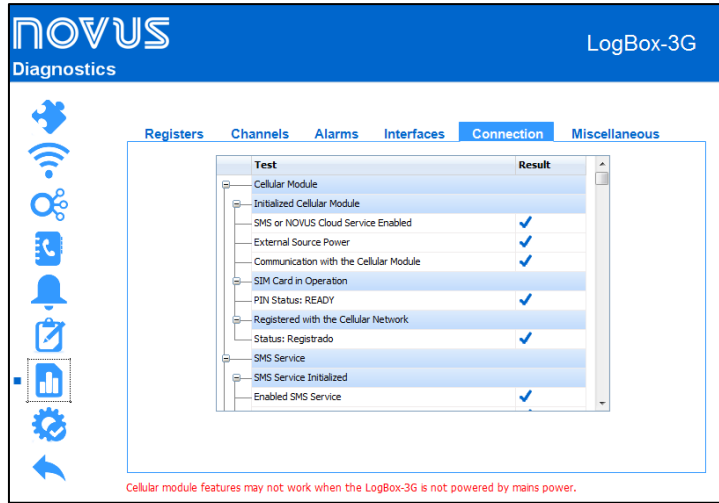 NOVUS
LogBox-3G
Diagnostics
Registers Channels Alarms Interfaces Connection Miscellaneous
Test Result
Cellular Module
Initialized Cellular Module
SMS or NOVUS Cloud Service Enabled
External Source Power
Communication with the Cellular Module
SIM Card in Operation
PIN Status: READY
Registered with the Cellular Network
Status: Registrado
SMS Service
SMS Service Initialized
Enabled SMS Service
Cellular module features may not work when the LogBox-3G is not powered by mains power.